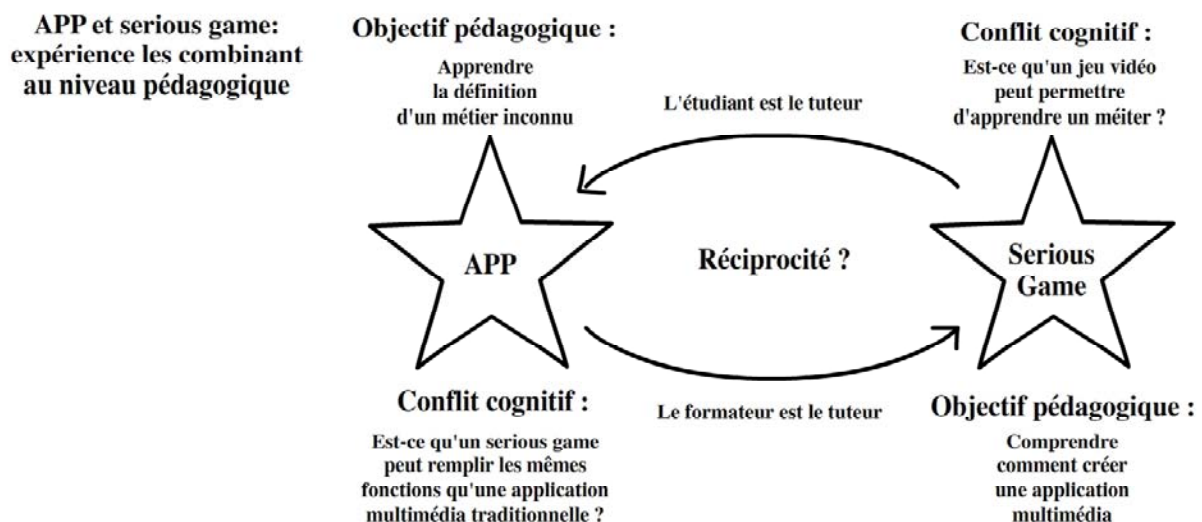 APP et serious game:
expérience les combinant
au niveau pédagogique
Objectif pédagogique :
Apprendre
la définition
d'un métier inconnu
Conflit cognitif :
Est-ce qu'un jeu vidéo
peut permettre
d'apprendre un méiter ?
L'étudiant est le tuteur
APP
Réciprocité ?
Serious
Game
Le formateur est le tuteur
Conflit cognitif :
Est-ce qu'un serious game
peut remplir les mêmes
fonctions qu'une application
multimédia traditionnelle ?
Objectif pédagogique :
Comprendre
comment créer
une application
multimédia